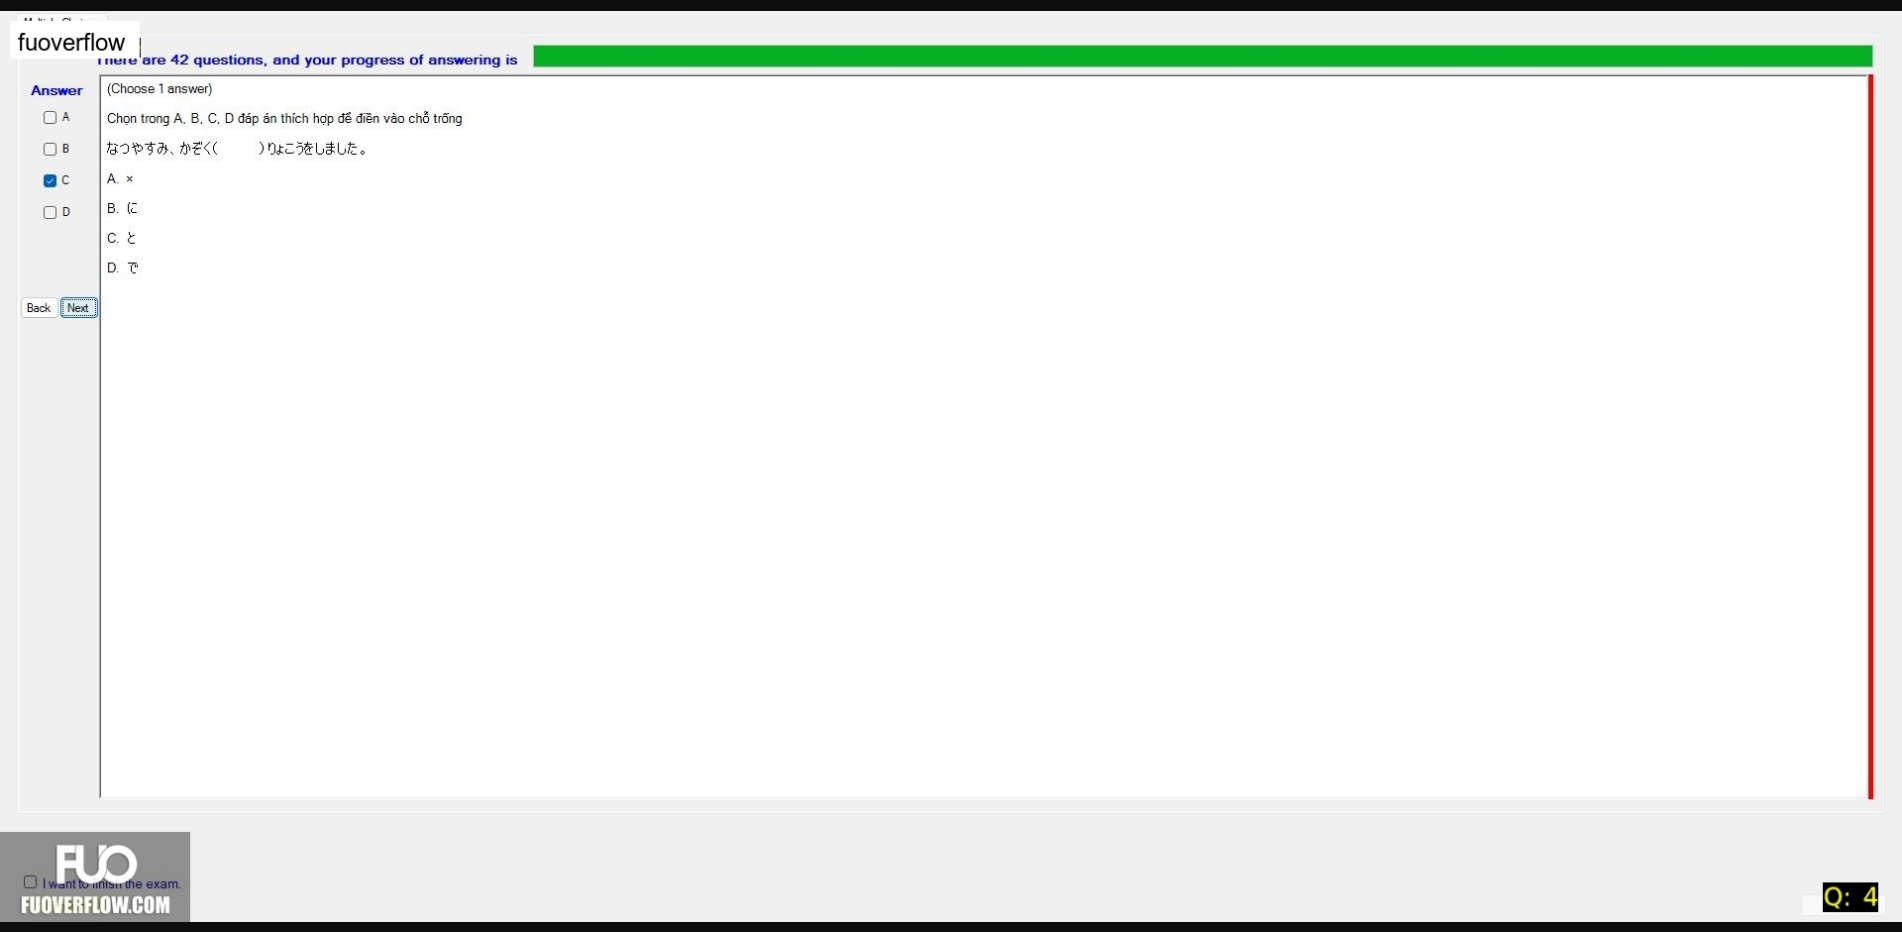 fuoverflow
There are 42 questions, and your progress of answering is
Answer
(Choose 1 answer)
A
Chọn trong A, B, C, D đáp án thích hợp để điền vào chỗ trống
B
なつやすみ、かぞく(　　　)りょこうをしました。
C
A. ×
D
B. に
C. と
D. で
Back Next
FUO
I want to finish the exam.
FUOVERFLOW.COM
Q: 4